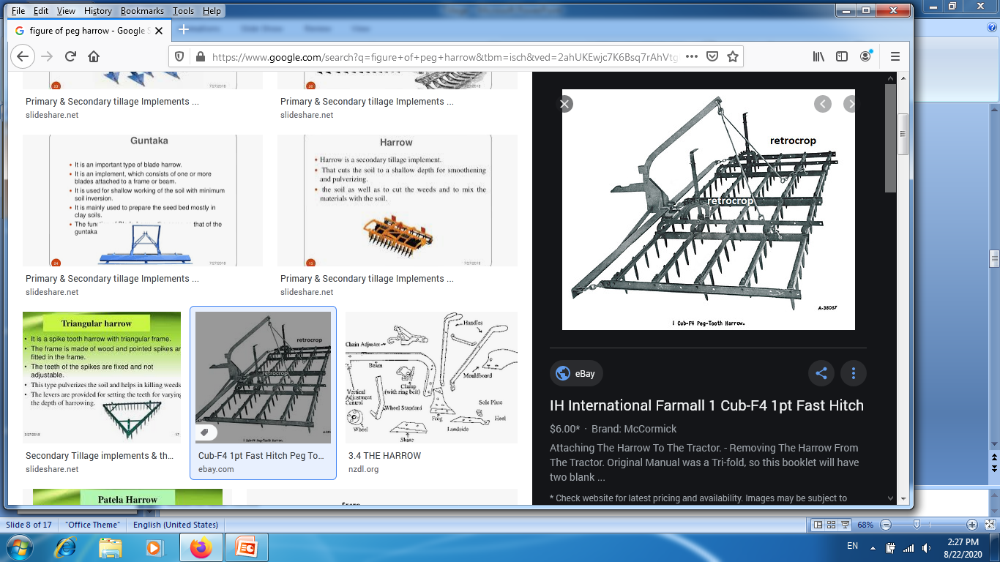 File Edit View History Bookmarks Tools Help
figure of peg harrow - Google S
https://www.google.com/search?q=figure+of+peg+harrow&tbm=isch&ved=2ahUKEwjc7K6Bsq7rAhVtg
23
7/27/2018
20
7/27/2018
Primary & Secondary tillage Implements ...
slideshare.net
Primary & Secondary tillage Implements ...
slideshare.net
Guntaka
• It is an important type of blade harrow.
• It is an implement, which consists of one or more
blades attached to a frame or beam.
• It is used for shallow working of the soil with minimum
soil inversion.
• It is mainly used to prepare the seed bed mostly in
clay soils.
• The
that of the
guntaka
24
7/27/2018
Harrow
• Harrow is a secondary tillage implement.
• That cuts the soil to a shallow depth for smoothening
and pulverizing.
• the soil as well as to cut the weeds and to mix the
materials with the soil.
13
7/27/2018
Primary & Secondary tillage Implements ...
slideshare.net
Primary & Secondary tillage Implements ...
slideshare.net
Triangular harrow
• It is a spike tooth harrow with triangular frame.
• The frame is made of wood and pointed spikes ar
fitted in the frame.
• The teeth of the spikes are fixed and not
adjustable.
• This type pulverizes the soil and helps in killing weeds
• The levers are provided for setting the teeth for varying
the depth of harrowing.
3/27/2018
17
retrocrop
retrocrop
1 Cub-F4 Peg-Tooth Harrow.
Handles
Chain Adjuster
Beam
Clamp
(with ring bolt)
Mouldboard
Vertical
Adjustment
Control
Wheel Standard
Sole Plate
Wheel
Frog
Heel
Landside
Share
Secondary Tillage implements & th...
slideshare.net
Cub-F4 1pt Fast Hitch Peg To...
ebay.com
3.4 THE HARROW
nzdl.org
Patela Harrow
frame
retrocrop
retrocrop
A-38067
1 Cub-F4 Peg-Tooth Harrow.
eBay
IH International Farmall 1 Cub-F4 1pt Fast Hitch
$6.00* · Brand: McCormick
Attaching The Harrow To The Tractor. - Removing The Harrow From
The Tractor. Original Manual was a Tri-fold, so this booklet will have
two blank ...
* Check website for latest pricing and availability. Images may be subject to
Slide 8 of 17 "Office Theme" English (United States) 68%
EN
2:27 PM
8/22/2020